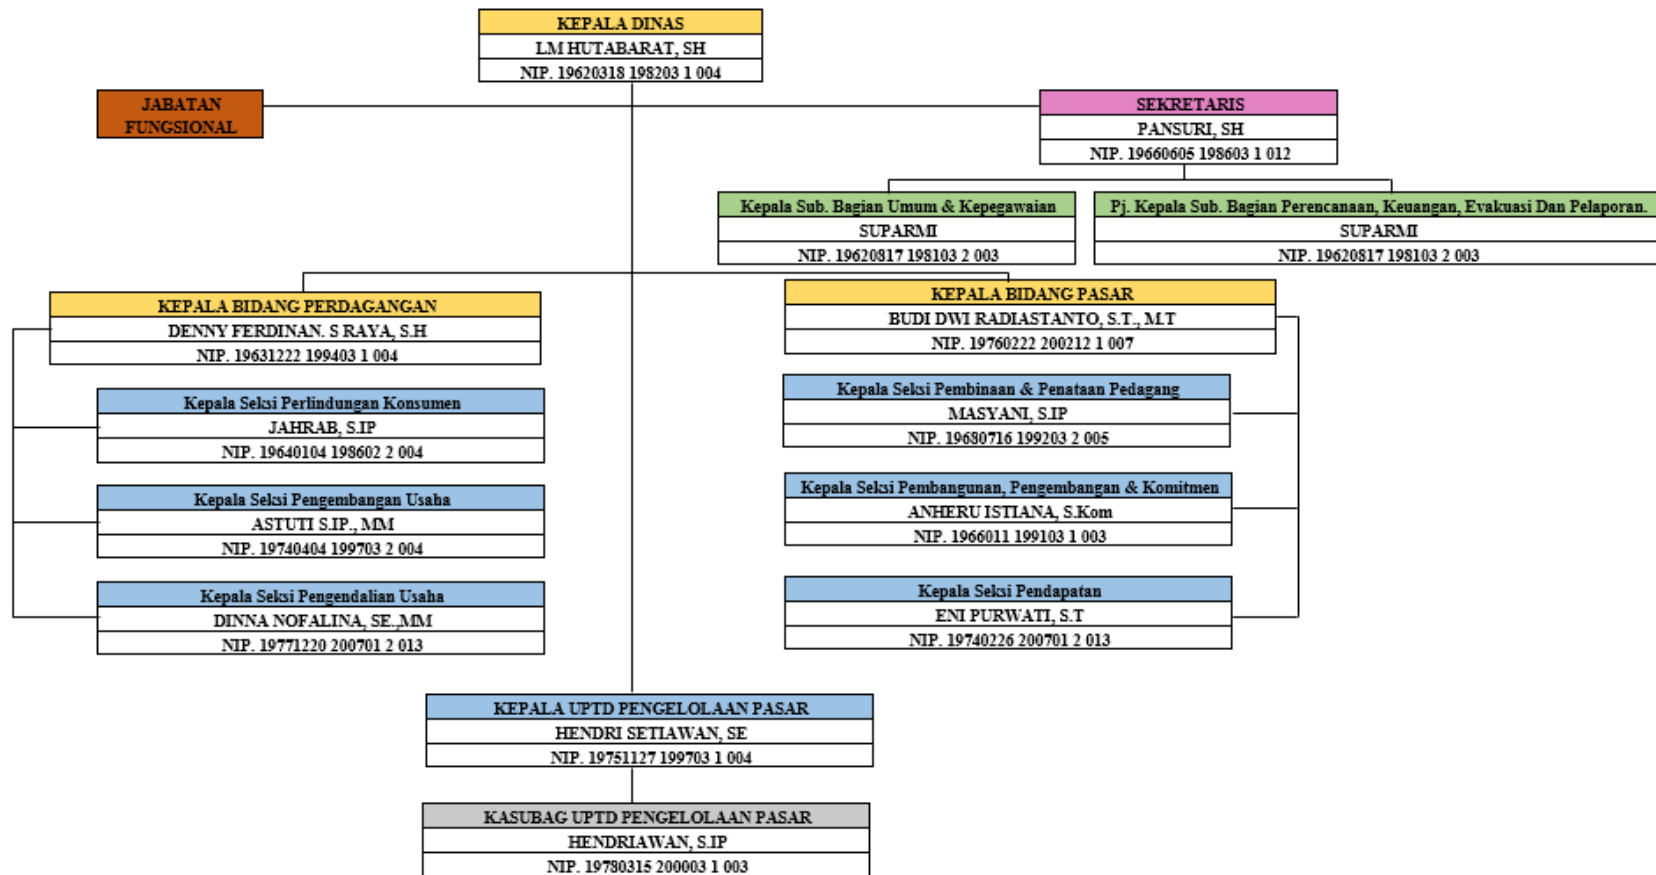 KEPALA DINAS
LM HUTABARAT, SH
NIP. 19620318 198203 1 004
JABATAN
FUNGSIONAL
SEKRETARIS
PANSURI, SH
NIP. 19660605 198603 1 012
Kepala Sub. Bagian Umum & Kepegawaian
SUPARMI
NIP. 19620817 198103 2 003
Pj. Kepala Sub. Bagian Perencanaan, Keuangan, Evakuasi Dan Pelaporan.
SUPARMI
NIP. 19620817 198103 2 003
KEPALA BIDANG PERDAGANGAN
DENNY FERDINAN. S RAYA, S.H
NIP. 19631222 199403 1 004
Kepala Seksi Perlindungan Konsumen
JAHRAB, S.IP
NIP. 19640104 198602 2 004
Kepala Seksi Pengembangan Usaha
ASTUTI S.IP., MM
NIP. 19740404 199703 2 004
Kepala Seksi Pengendalian Usaha
DINNA NOFALINA, SE.,MM
NIP. 19771220 200701 2 013
KEPALA BIDANG PASAR
BUDI DWI RADIASTANTO, S.T., M.T
NIP. 19760222 200212 1 007
Kepala Seksi Pembinaan & Penataan Pedagang
MASYANI, S.IP
NIP. 19680716 199203 2 005
Kepala Seksi Pembangunan, Pengembangan & Komitmen
ANHERU ISTIANA, S.Kom
NIP. 1966011 199103 1 003
Kepala Seksi Pendapatan
ENI PURWATI, S.T
NIP. 19740226 200701 2 013
KEPALA UPTD PENGELOLAAN PASAR
HENDRI SETIAWAN, SE
NIP. 19751127 199703 1 004
KASUBAG UPTD PENGELOLAAN PASAR
HENDRIAWAN, S.IP
NIP. 19780315 200003 1 003